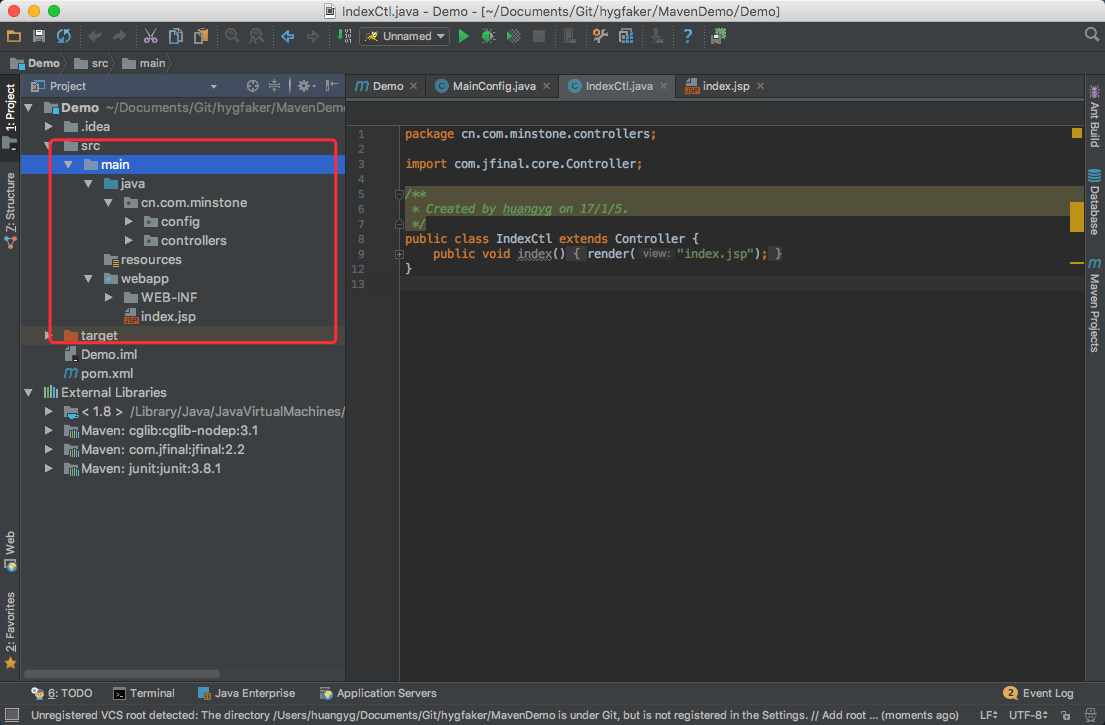 IndexCtl.java - Demo - [~/Documents/Git/hygfaker/MavenDemo/Demo]
Unnamed
Demo src main
Project
Demo MainConfig.java IndexCtl.java index.jsp
1: Project
Z: Structure
Web
2: Favorites
Demo ~/Documents/Git/hygfaker/MavenDemo
.idea
src
main
java
cn.com.minstone
config
controllers
resources
webapp
WEB-INF
index.jsp
target
Demo.iml
pom.xml
External Libraries
< 1.8 > /Library/Java/JavaVirtualMachines/
Maven: cglib:cglib-nodep:3.1
Maven: com.jfinal:jfinal:2.2
Maven: junit:junit:3.8.1
1 package cn.com.minstone.controllers;
2
3 import com.jfinal.core.Controller;
4
5 /**
6 * Created by huangyg on 17/1/5.
7 */
8 public class IndexCtl extends Controller {
9 public void index() { render( view: "index.jsp"); }
12 }
13
Ant Build
Database
Maven Projects
6: TODO Terminal Java Enterprise Application Servers 2 Event Log
Unregistered VCS root detected: The directory /Users/huangyg/Documents/Git/hygfaker/MavenDemo is under Git, but is not registered in the Settings. // Add root ... (moments ago) LF UTF-8